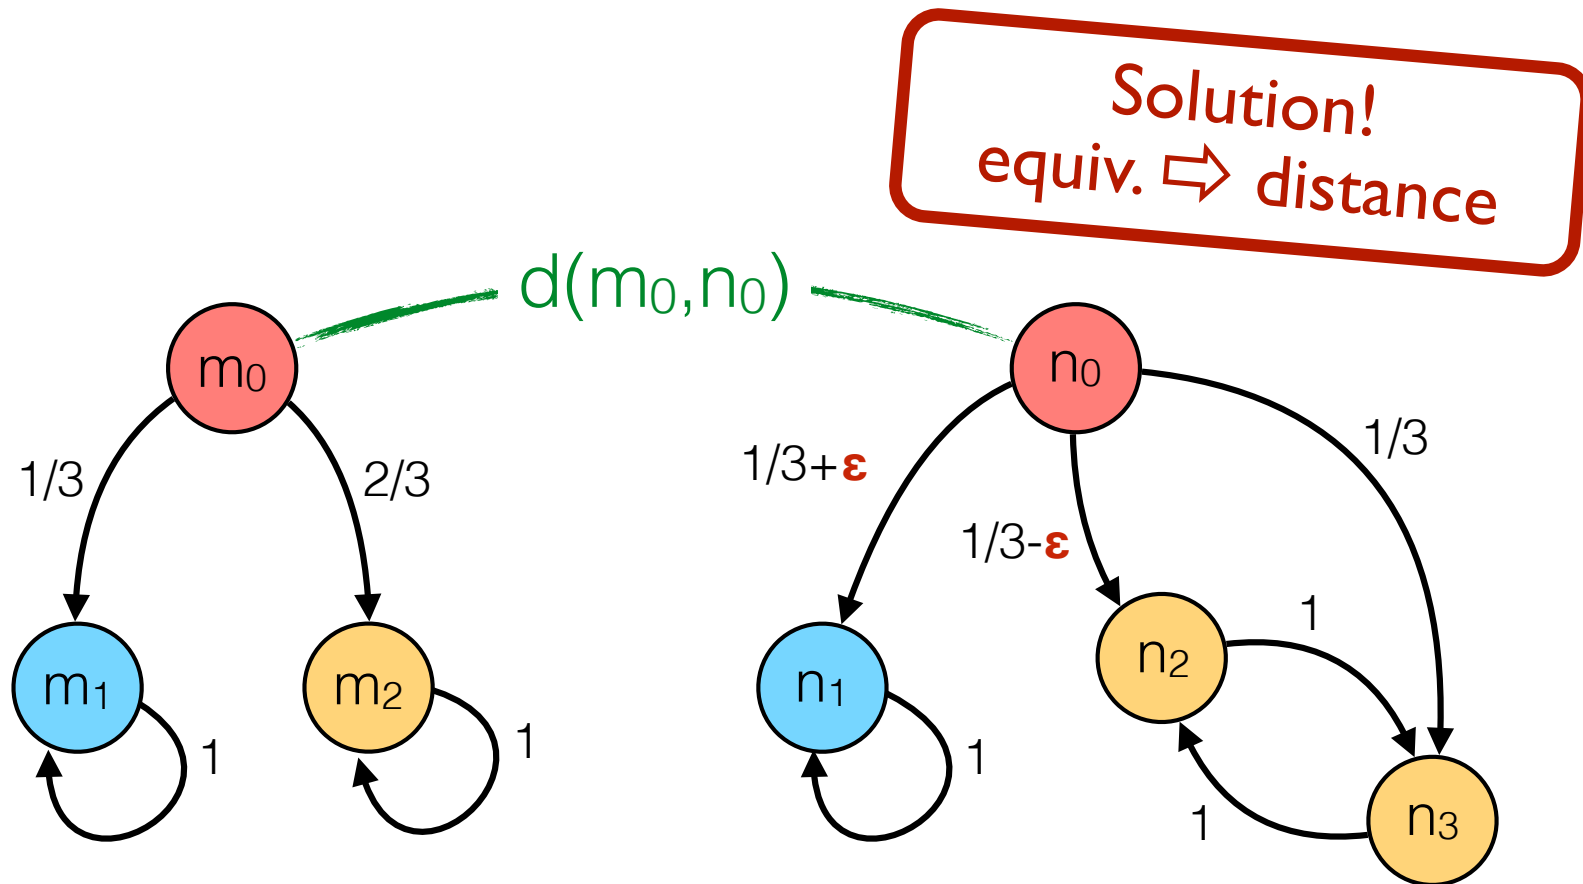 Solution!
equiv. ⇨ distance
d(m₀,n₀)
m₀
n₀
1/3
2/3
1/3+ε
1/3-ε
1/3
m₁
m₂
n₁
n₂
n₃
1
1
1
1
1